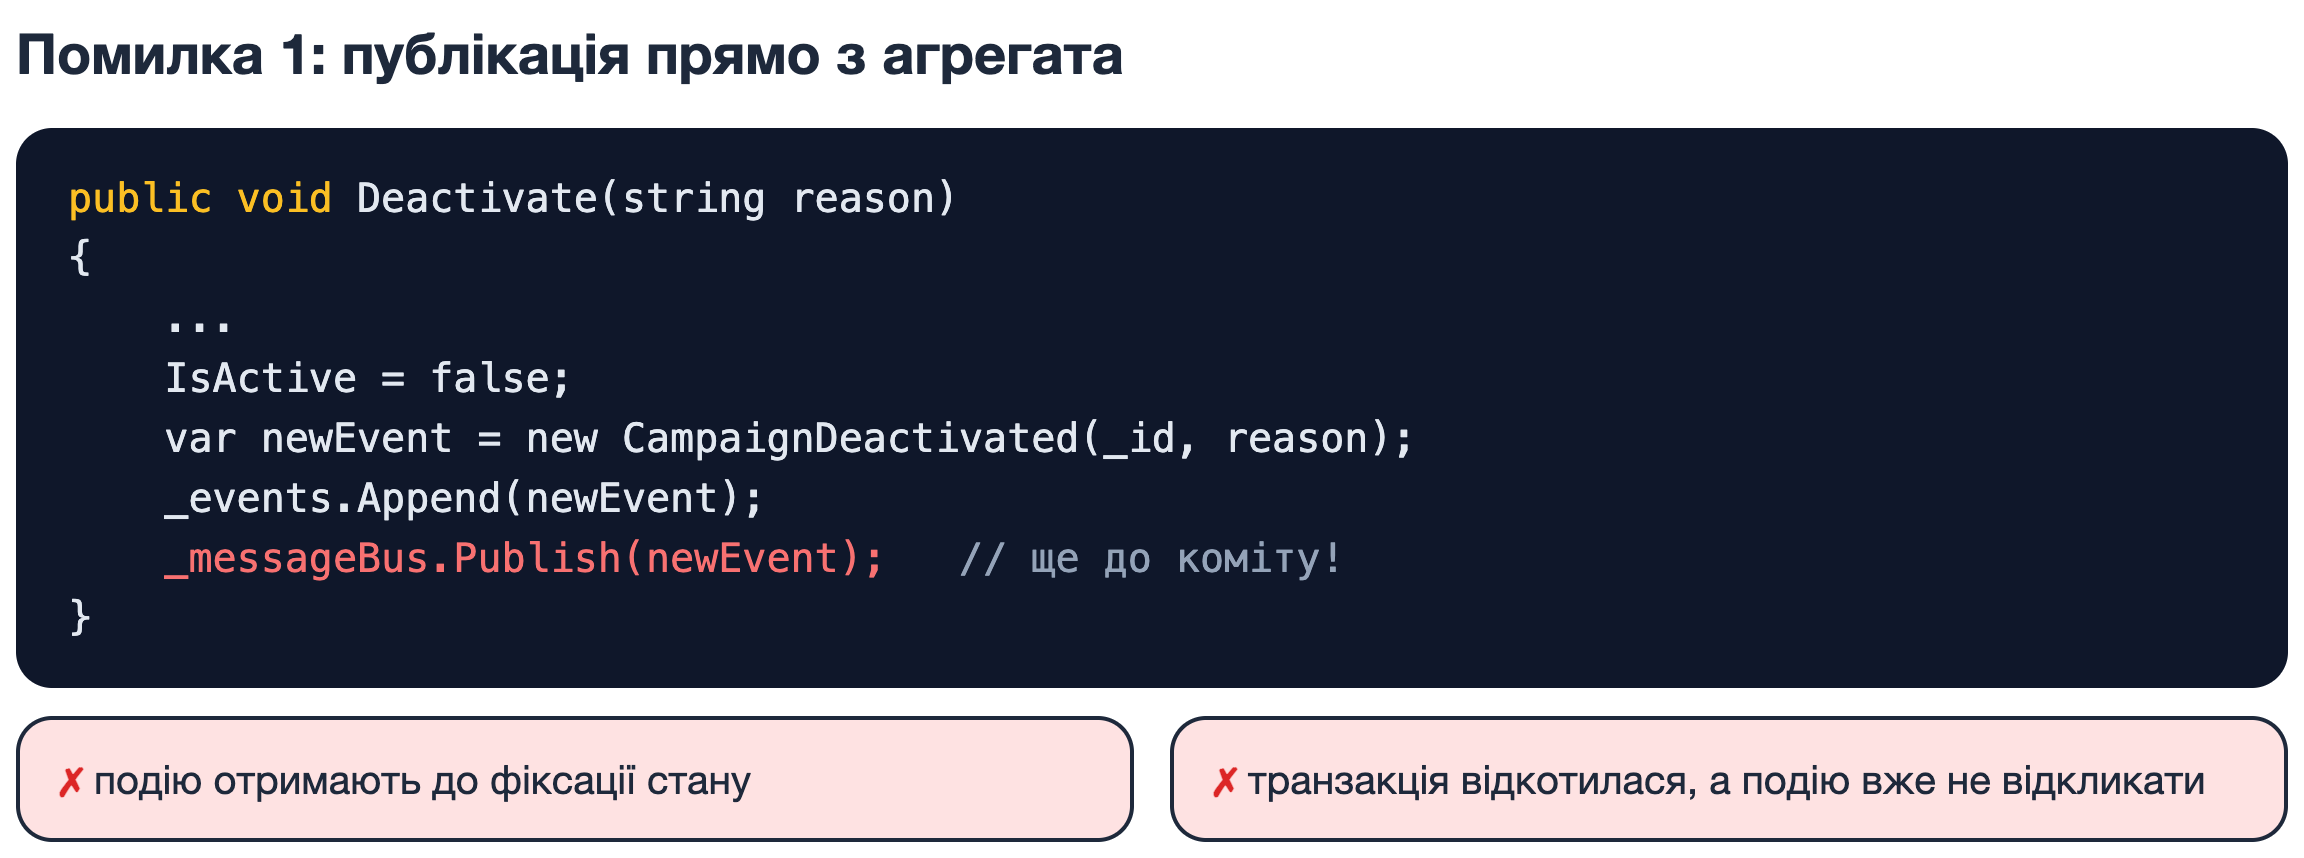 Помилка 1: публікація прямо з агрегата
public void Deactivate(string reason)
{
    ...
    IsActive = false;
    var newEvent = new CampaignDeactivated(_id, reason);
    _events.Append(newEvent);
    _messageBus.Publish(newEvent);   // ще до коміту!
}
✗ подію отримають до фіксації стану
✗ транзакція відкотилася, а подію вже не відкликати